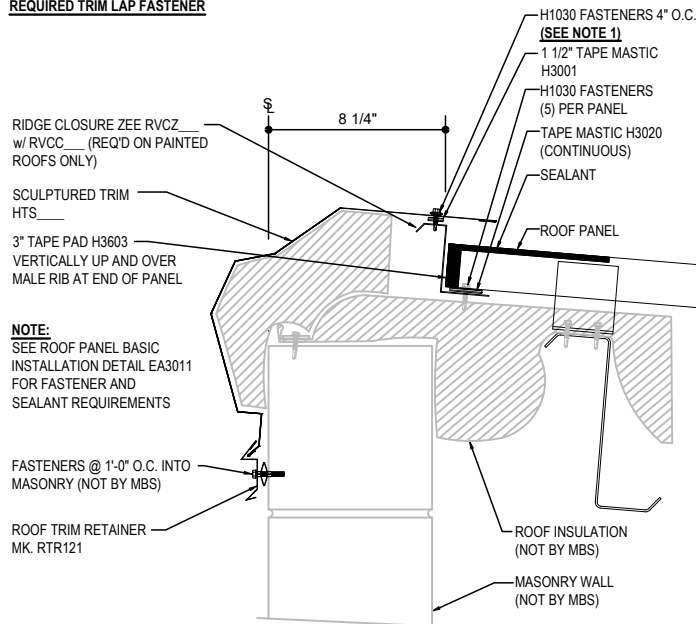 REQUIRED TRIM LAP FASTENER
H1030 FASTENERS 4" O.C.
(SEE NOTE 1)
1 1/2" TAPE MASTIC
H3001
H1030 FASTENERS
(5) PER PANEL
TAPE MASTIC H3020
(CONTINUOUS)
SEALANT
ROOF PANEL
8 1/4"
RIDGE CLOSURE ZEE RVCZ___
w/ RVCC___ (REQ'D ON PAINTED
ROOFS ONLY)
SCULPTURED TRIM
HTS____
3" TAPE PAD H3603
VERTICALLY UP AND OVER
MALE RIB AT END OF PANEL
NOTE:
SEE ROOF PANEL BASIC
INSTALLATION DETAIL EA3011
FOR FASTENER AND
SEALANT REQUIREMENTS
FASTENERS @ 1'-0" O.C. INTO
MASONRY (NOT BY MBS)
ROOF TRIM RETAINER
MK. RTR121
ROOF INSULATION
(NOT BY MBS)
MASONRY WALL
(NOT BY MBS)